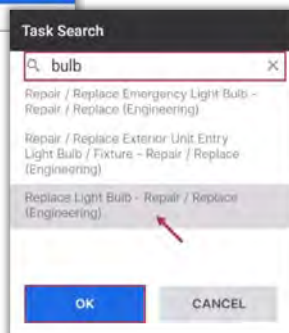 Task Search
bulb
Repair / Replace Emergency Light Bulb -
Repair / Replace (Engineering)
Repair / Replace Exterior Unit Entry
Light Bulb / Fixture - Repair / Replace
(Engineering)
Replace Light Bulb - Repair / Replace
(Engineering)
OK
CANCEL